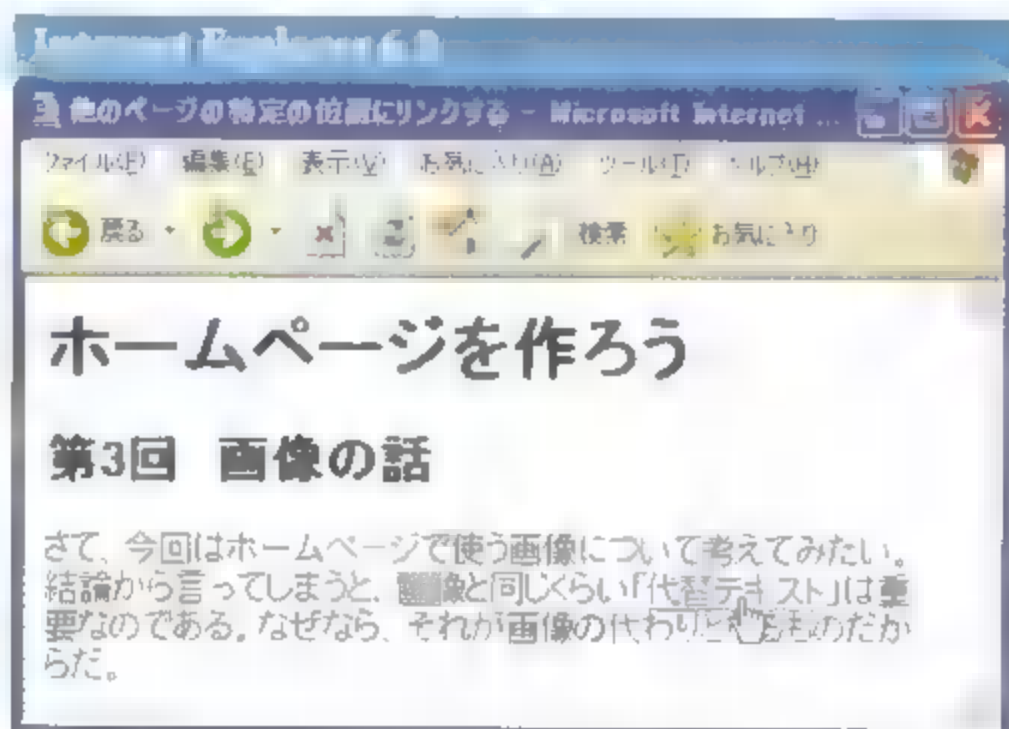 Internet Explorer 6.0
他のページの特定の位置にリンクする - Microsoft Internet ...
ファイル(F) 編集(E) 表示(V) お気に入り(A) ツール(T) ヘルプ(H)
戻る 検索 お気に入り
ホームページを作ろう
第3回 画像の話
さて、今回はホームページで使う画像について考えてみたい。
結論から言ってしまうと、画像と同じくらい「代替テキスト」は重
要なのである。なぜなら、それが画像の代わりとなるものだか
らだ。